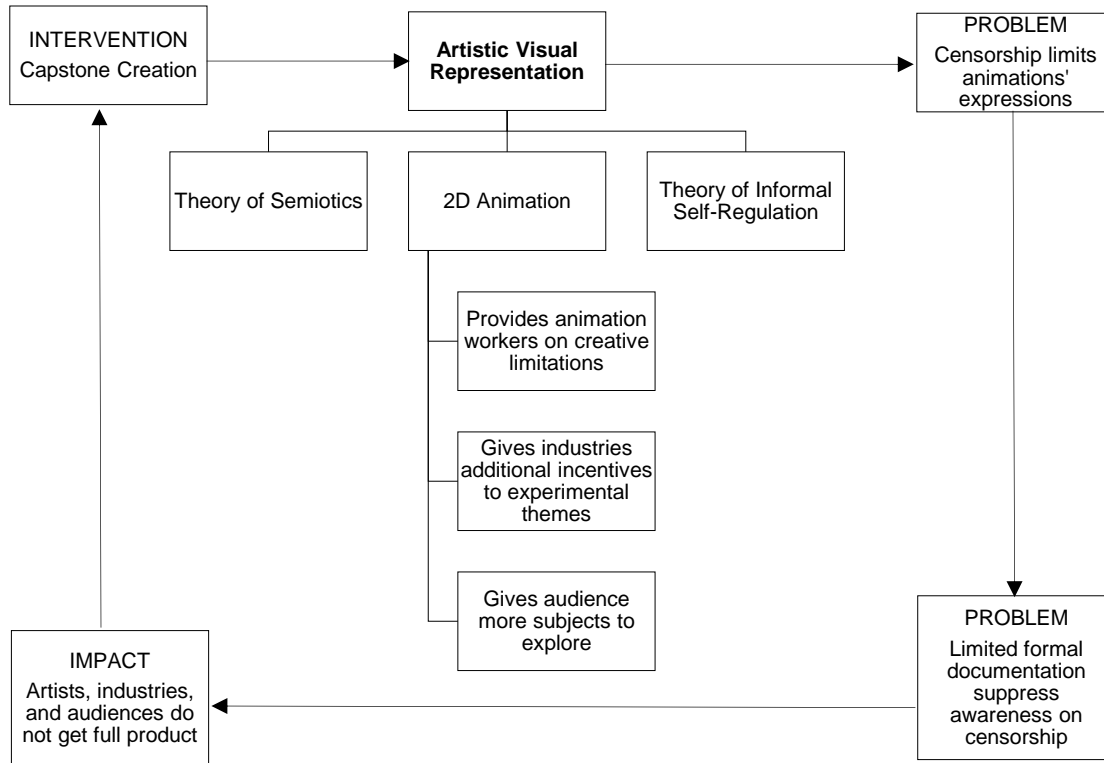 INTERVENTION
Capstone Creation
Artistic Visual
Representation
PROBLEM
Censorship limits
animations'
expressions
Theory of Semiotics
2D Animation
Theory of Informal
Self-Regulation
Provides animation
workers on creative
limitations
Gives industries
additional incentives
to experimental
themes
Gives audience
more subjects to
explore
IMPACT
Artists, industries,
and audiences do
not get full product
PROBLEM
Limited formal
documentation
suppress
awareness on
censorship